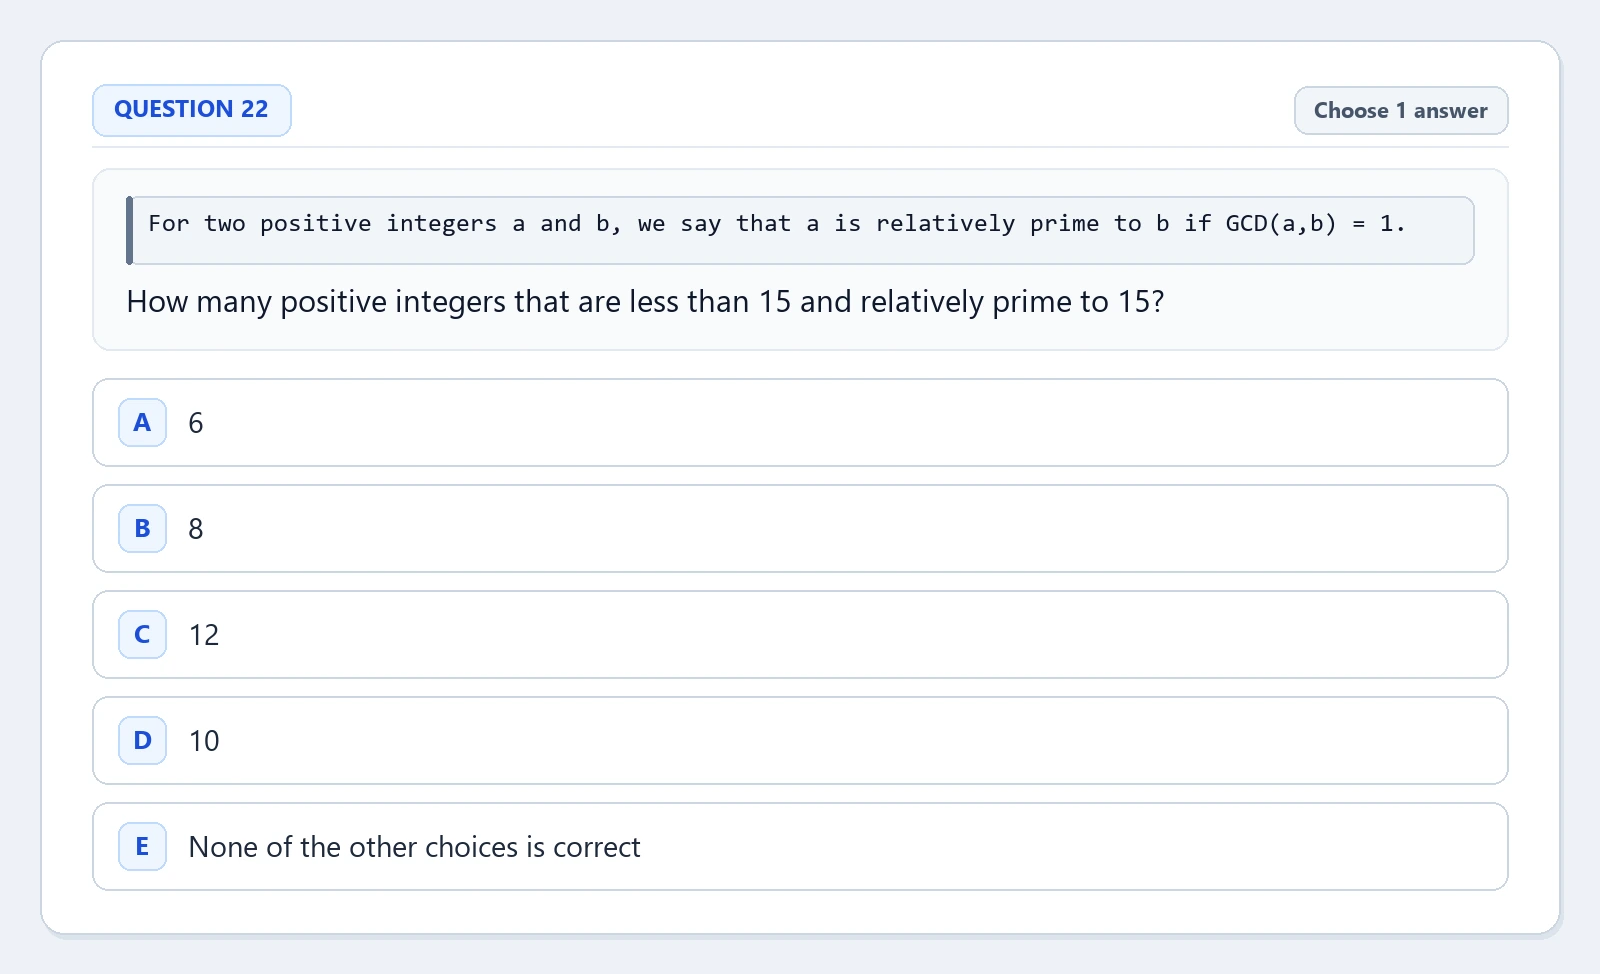 QUESTION 22
Choose 1 answer
For two positive integers a and b, we say that a is relatively prime to b if GCD(a,b) = 1.
How many positive integers that are less than 15 and relatively prime to 15?
A 6
B 8
C 12
D 10
E None of the other choices is correct